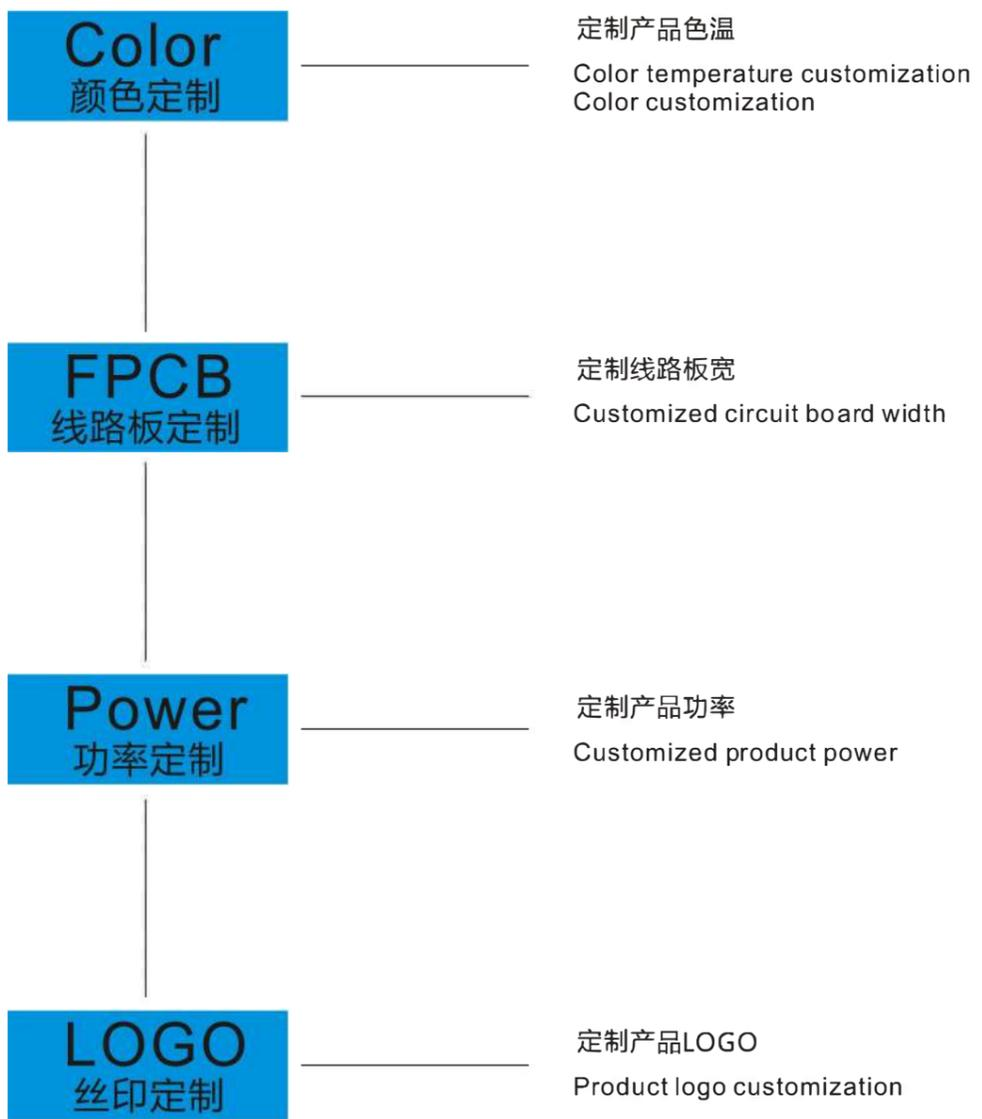 Color
颜色定制
定制产品色温
Color temperature customization
Color customization
FPCB
线路板定制
定制线路板宽
Customized circuit board width
Power
功率定制
定制产品功率
Customized product power
LOGO
丝印定制
定制产品LOGO
Product logo customization